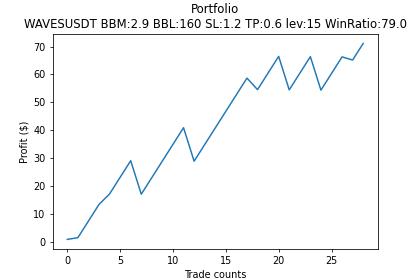 Portfolio
WAVESUSDT BBM:2.9 BBL:160 SL:1.2 TP:0.6 lev:15 WinRatio:79.0
70
60
50
40
30
20
10
0
Profit ($)
0 5 10 15 20 25
Trade counts